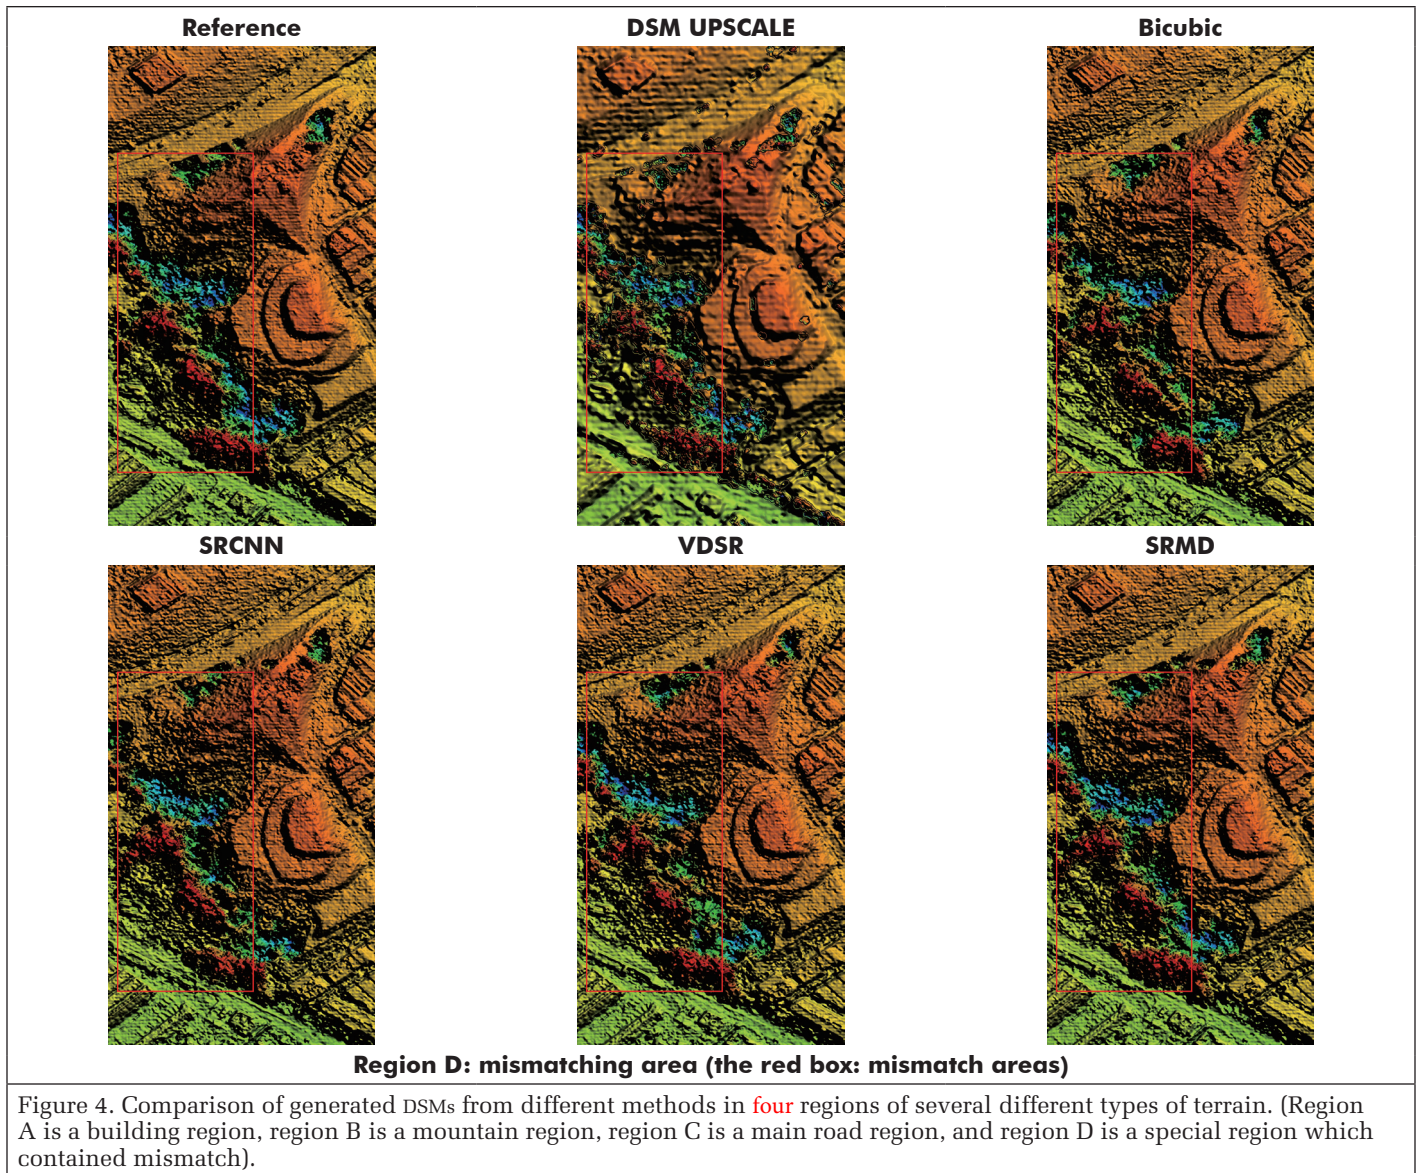 Reference
DSM UPSCALE
Bicubic
SRCNN
VDSR
SRMD
Region D: mismatching area (the red box: mismatch areas)
Figure 4. Comparison of generated DSMs from different methods in four regions of several different types of terrain. (Region
A is a building region, region B is a mountain region, region C is a main road region, and region D is a special region which
contained mismatch).